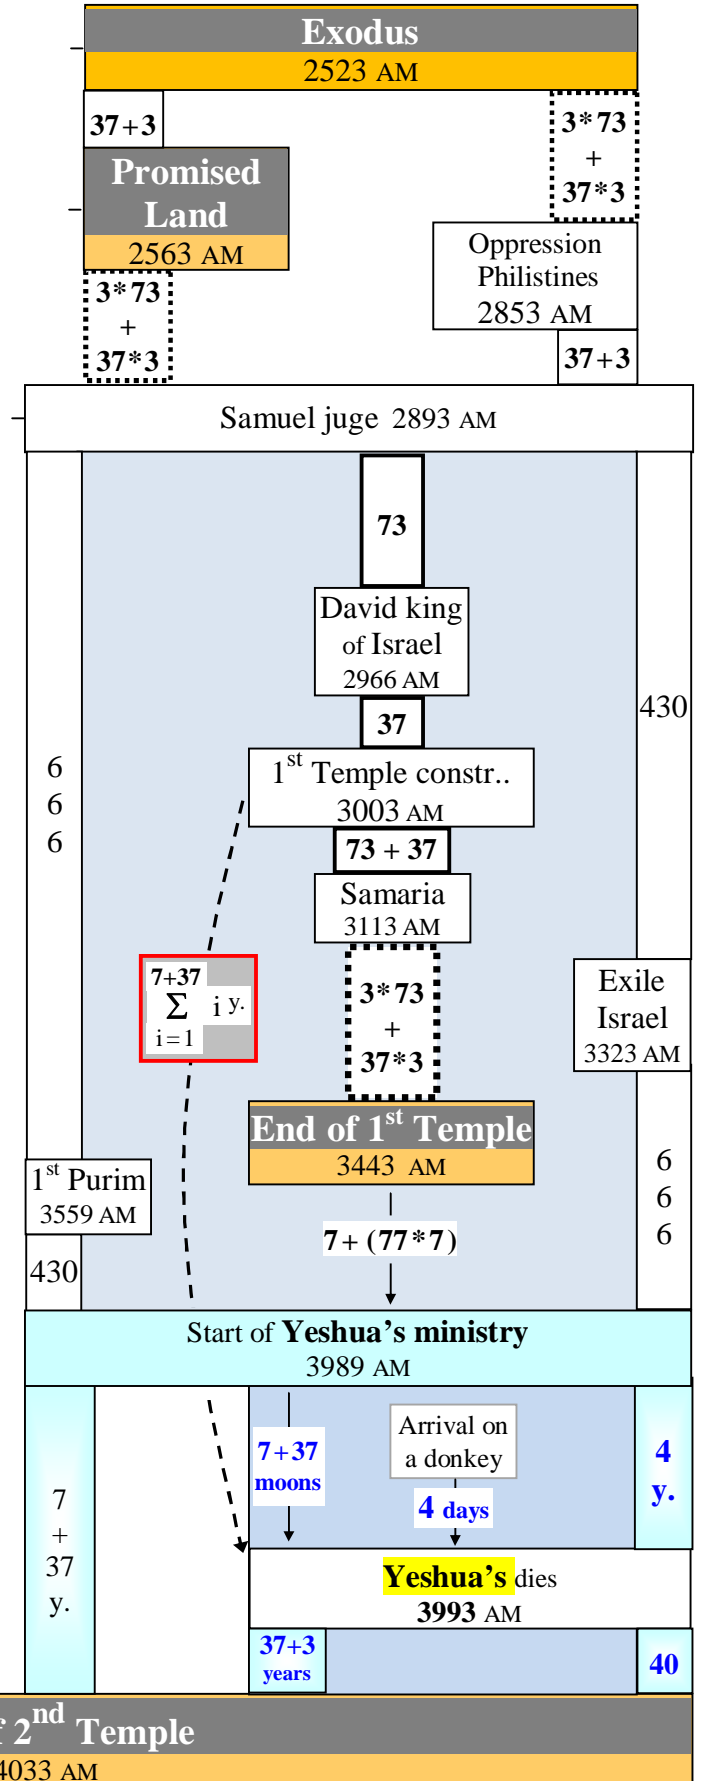 Exodus
2523 AM
37+3
3*73
+
37*3
Promised
Land
2563 AM
Oppression
Philistines
2853 AM
3*73
+
37*3
37+3
Samuel juge 2893 AM
73
David king
of Israel
2966 AM
430
37
6
6
6
1st Temple constr..
3003 AM
73 + 37
Samaria
3113 AM
7+37
Σ i y.
i = 1
3*73
+
37*3
Exile
Israel
3323 AM
End of 1st Temple
3443 AM
1st Purim
3559 AM
6
6
6
7+ (77*7)
430
Start of Yeshua's ministry
3989 AM
7+37
moons
Arrival on
a donkey
4 days
4
y.
7
+
37
y.
Yeshua's dies
3993 AM
37+3
years
40
f 2nd Temple
4033 AM